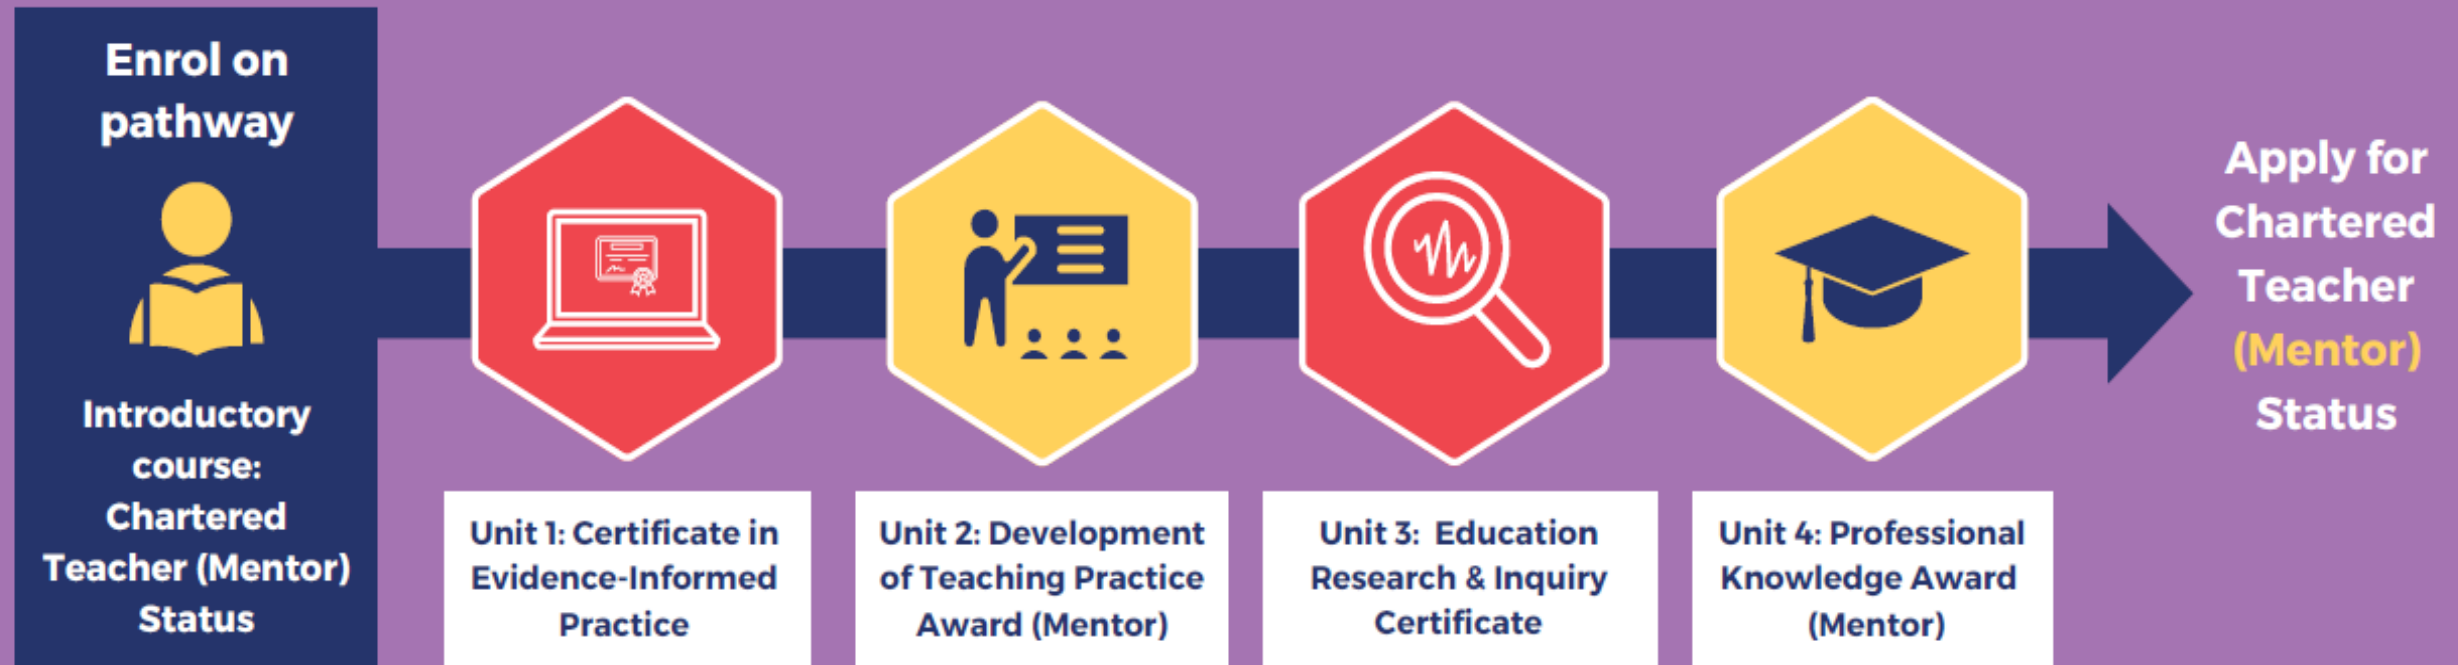 Enrol on
pathway
Introductory
course:
Chartered
Teacher (Mentor)
Status
Unit 1: Certificate in
Evidence-Informed
Practice
Unit 2: Development
of Teaching Practice
Award (Mentor)
Unit 3: Education
Research & Inquiry
Certificate
Unit 4: Professional
Knowledge Award
(Mentor)
Apply for
Chartered
Teacher
(Mentor)
Status